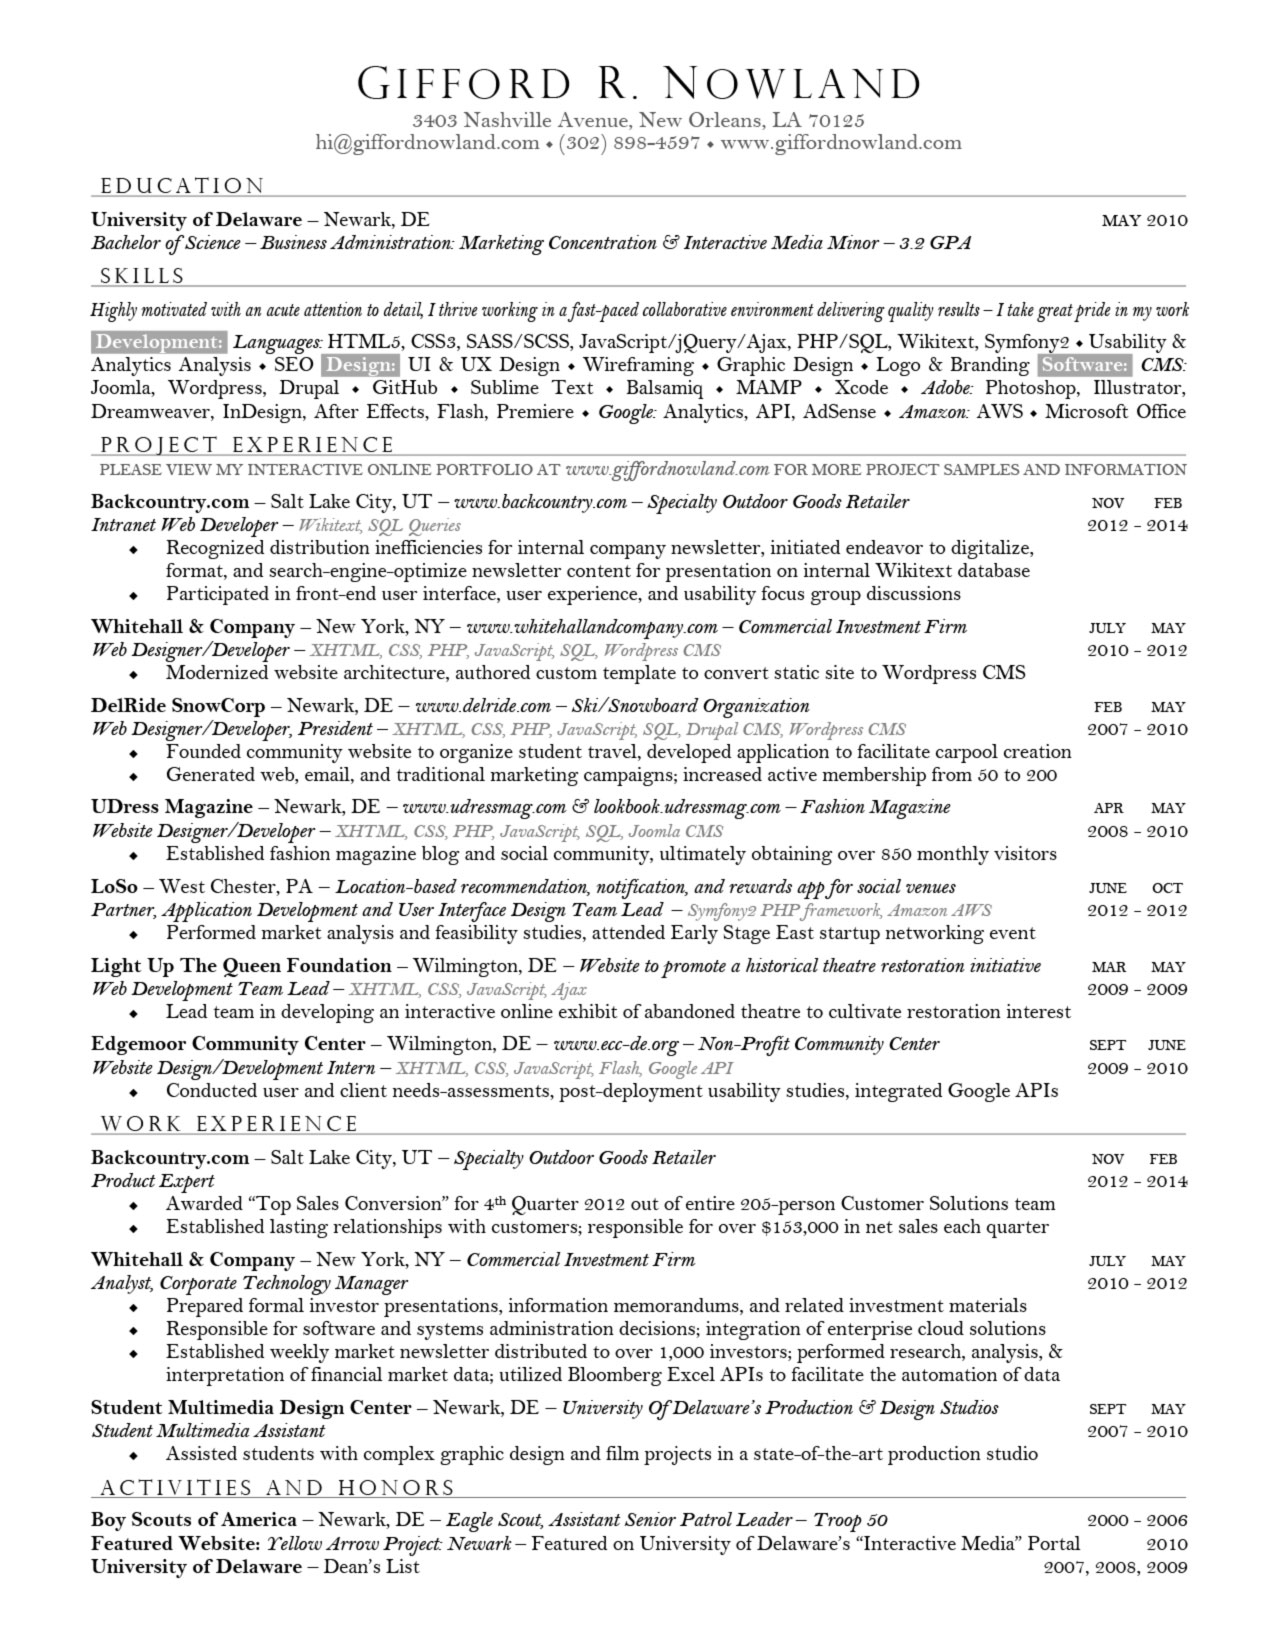 GIFFORD R. NOWLAND
3403 Nashville Avenue, New Orleans, LA 70125
hi@giffordnowland.com ⬥ (302) 898-4597 ⬥ www.giffordnowland.com
EDUCATION
University of Delaware – Newark, DE MAY 2010
Bachelor of Science – Business Administration: Marketing Concentration & Interactive Media Minor – 3.2 GPA
SKILLS
Highly motivated with an acute attention to detail, I thrive working in a fast-paced collaborative environment delivering quality results – I take great pride in my work
Development: Languages: HTML5, CSS3, SASS/SCSS, JavaScript/jQuery/Ajax, PHP/SQL, Wikitext, Symfony2 ⬥ Usability &
Analytics Analysis ⬥ SEO Design: UI & UX Design ⬥ Wireframing ⬥ Graphic Design ⬥ Logo & Branding Software: CMS:
Joomla, Wordpress, Drupal ⬥ GitHub ⬥ Sublime Text ⬥ Balsamiq ⬥ MAMP ⬥ Xcode ⬥ Adobe: Photoshop, Illustrator,
Dreamweaver, InDesign, After Effects, Flash, Premiere ⬥ Google: Analytics, API, AdSense ⬥ Amazon: AWS ⬥ Microsoft Office
PROJECT EXPERIENCE
PLEASE VIEW MY INTERACTIVE ONLINE PORTFOLIO AT www.giffordnowland.com FOR MORE PROJECT SAMPLES AND INFORMATION
Backcountry.com – Salt Lake City, UT – www.backcountry.com – Specialty Outdoor Goods Retailer NOV FEB
Intranet Web Developer – Wikitext, SQL Queries 2012 - 2014
⬥ Recognized distribution inefficiencies for internal company newsletter, initiated endeavor to digitalize,
format, and search-engine-optimize newsletter content for presentation on internal Wikitext database
⬥ Participated in front-end user interface, user experience, and usability focus group discussions
Whitehall & Company – New York, NY – www.whitehallandcompany.com – Commercial Investment Firm JULY MAY
Web Designer/Developer – XHTML, CSS, PHP, JavaScript, SQL, Wordpress CMS 2010 - 2012
⬥ Modernized website architecture, authored custom template to convert static site to Wordpress CMS
DelRide SnowCorp – Newark, DE – www.delride.com – Ski/Snowboard Organization FEB MAY
Web Designer/Developer, President – XHTML, CSS, PHP, JavaScript, SQL, Drupal CMS, Wordpress CMS 2007 - 2010
⬥ Founded community website to organize student travel, developed application to facilitate carpool creation
⬥ Generated web, email, and traditional marketing campaigns; increased active membership from 50 to 200
UDress Magazine – Newark, DE – www.udressmag.com & lookbook.udressmag.com – Fashion Magazine APR MAY
Website Designer/Developer – XHTML, CSS, PHP, JavaScript, SQL, Joomla CMS 2008 - 2010
⬥ Established fashion magazine blog and social community, ultimately obtaining over 850 monthly visitors
LoSo – West Chester, PA – Location-based recommendation, notification, and rewards app for social venues JUNE OCT
Partner, Application Development and User Interface Design Team Lead – Symfony2 PHP framework, Amazon AWS 2012 - 2012
⬥ Performed market analysis and feasibility studies, attended Early Stage East startup networking event
Light Up The Queen Foundation – Wilmington, DE – Website to promote a historical theatre restoration initiative MAR MAY
Web Development Team Lead – XHTML, CSS, JavaScript, Ajax 2009 - 2009
⬥ Lead team in developing an interactive online exhibit of abandoned theatre to cultivate restoration interest
Edgemoor Community Center – Wilmington, DE – www.ecc-de.org – Non-Profit Community Center SEPT JUNE
Website Design/Development Intern – XHTML, CSS, JavaScript, Flash, Google API 2009 - 2010
⬥ Conducted user and client needs-assessments, post-deployment usability studies, integrated Google APIs
WORK EXPERIENCE
Backcountry.com – Salt Lake City, UT – Specialty Outdoor Goods Retailer NOV FEB
Product Expert 2012 - 2014
⬥ Awarded “Top Sales Conversion” for 4th Quarter 2012 out of entire 205-person Customer Solutions team
⬥ Established lasting relationships with customers; responsible for over $153,000 in net sales each quarter
Whitehall & Company – New York, NY – Commercial Investment Firm JULY MAY
Analyst, Corporate Technology Manager 2010 - 2012
⬥ Prepared formal investor presentations, information memorandums, and related investment materials
⬥ Responsible for software and systems administration decisions; integration of enterprise cloud solutions
⬥ Established weekly market newsletter distributed to over 1,000 investors; performed research, analysis, &
interpretation of financial market data; utilized Bloomberg Excel APIs to facilitate the automation of data
Student Multimedia Design Center – Newark, DE – University Of Delaware’s Production & Design Studios SEPT MAY
Student Multimedia Assistant 2007 - 2010
⬥ Assisted students with complex graphic design and film projects in a state-of-the-art production studio
ACTIVITIES AND HONORS
Boy Scouts of America – Newark, DE – Eagle Scout, Assistant Senior Patrol Leader – Troop 50 2000 - 2006
Featured Website: Yellow Arrow Project: Newark – Featured on University of Delaware’s “Interactive Media” Portal 2010
University of Delaware – Dean’s List 2007, 2008, 2009